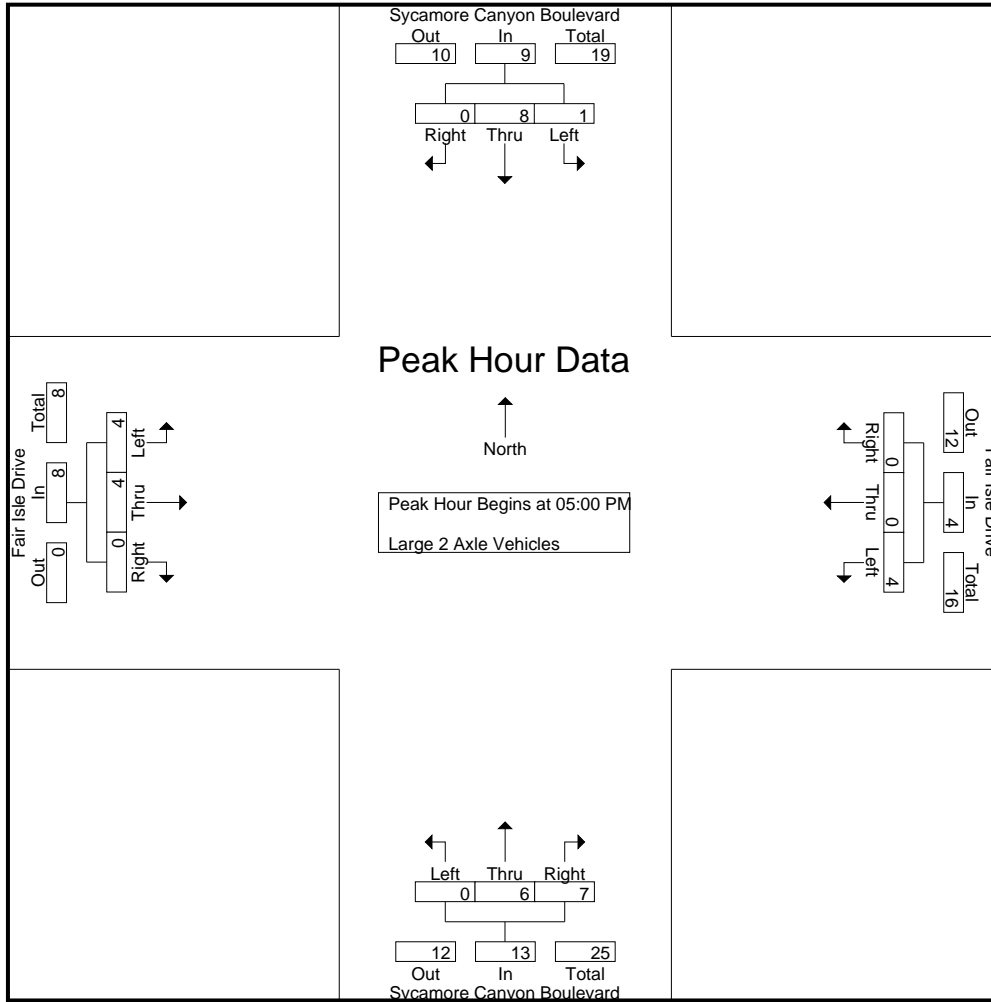 Sycamore Canyon Boulevard
Out In Total
10 9 19
0 8 1
Right Thru Left
Peak Hour Data
North
Peak Hour Begins at 05:00 PM
Large 2 Axle Vehicles
Fair Isle Drive
Total In Out
8 8 0
4 4 0
Left Thru Right
Right Thru Left
0 0 4
12 4 16
Out In Total
Fair Isle Drive
Left Thru Right
0 6 7
12 13 25
Out In Total
Sycamore Canyon Boulevard